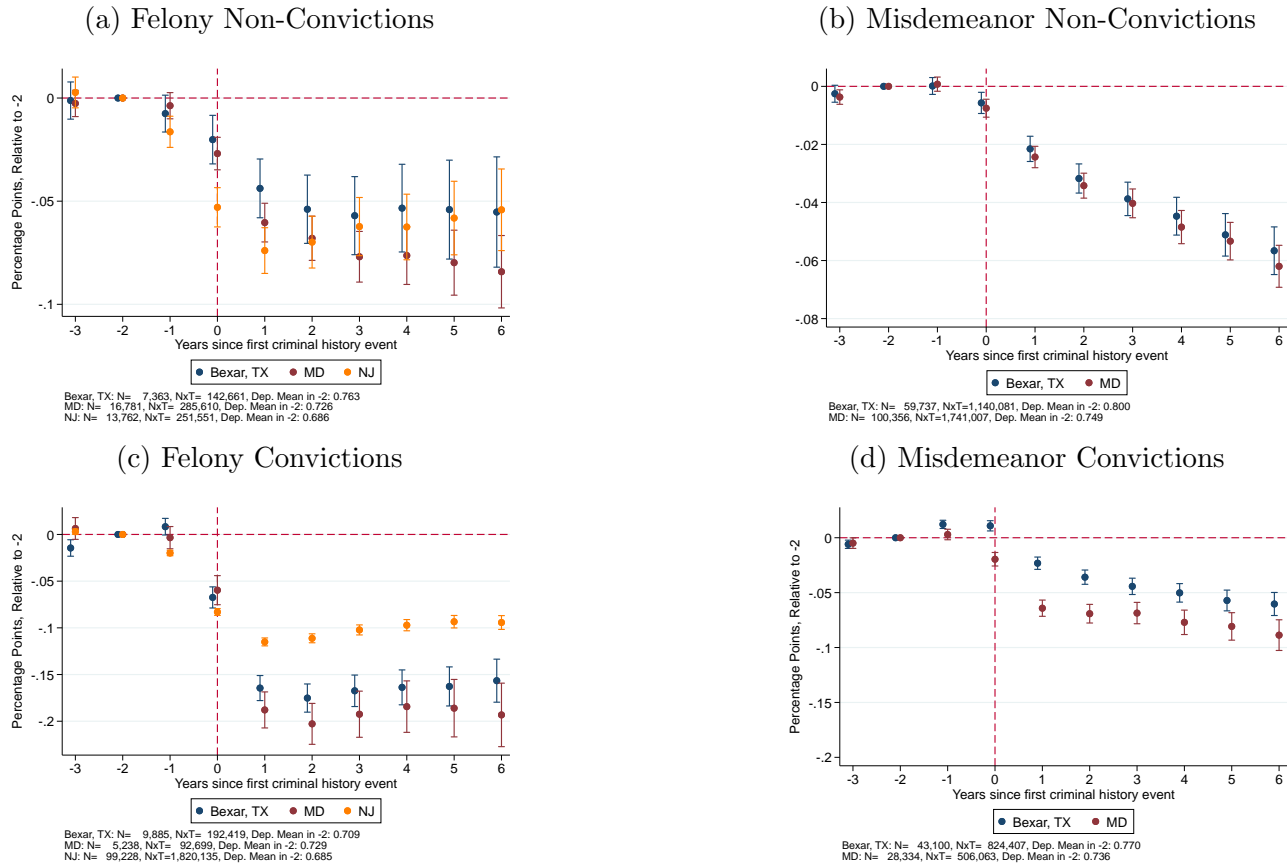 (a) Felony Non-Convictions
Percentage Points, Relative to -2
0
-.05
-.1
-3 -2 -1 0 1 2 3 4 5 6
Years since first criminal history event
Bexar, TX MD NJ
Bexar, TX: N= 7,363, NxT= 142,661, Dep. Mean in -2: 0.763
MD: N= 16,781, NxT= 285,610, Dep. Mean in -2: 0.726
NJ: N= 13,762, NxT= 251,551, Dep. Mean in -2: 0.686
(b) Misdemeanor Non-Convictions
Percentage Points, Relative to -2
0
-.02
-.04
-.06
-.08
-3 -2 -1 0 1 2 3 4 5 6
Years since first criminal history event
Bexar, TX MD
Bexar, TX: N= 59,737, NxT=1,140,081, Dep. Mean in -2: 0.800
MD: N= 100,356, NxT=1,741,007, Dep. Mean in -2: 0.749
(c) Felony Convictions
Percentage Points, Relative to -2
0
-.05
-.1
-.15
-.2
-3 -2 -1 0 1 2 3 4 5 6
Years since first criminal history event
Bexar, TX MD NJ
Bexar, TX: N= 9,885, NxT= 192,419, Dep. Mean in -2: 0.709
MD: N= 5,238, NxT= 92,699, Dep. Mean in -2: 0.729
NJ: N= 99,228, NxT=1,820,135, Dep. Mean in -2: 0.685
(d) Misdemeanor Convictions
Percentage Points, Relative to -2
0
-.05
-.1
-.15
-.2
-3 -2 -1 0 1 2 3 4 5 6
Years since first criminal history event
Bexar, TX MD
Bexar, TX: N= 43,100, NxT= 824,407, Dep. Mean in -2: 0.770
MD: N= 28,334, NxT= 506,063, Dep. Mean in -2: 0.736